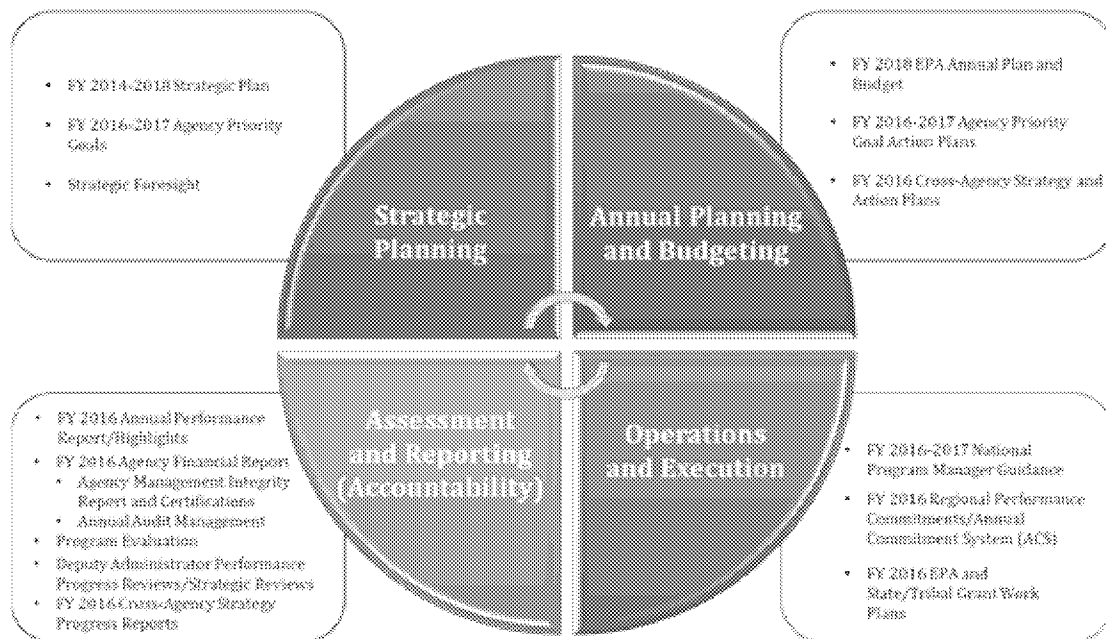 • FY 2014-2018 Strategic Plan
• FY 2016-2017 Agency Priority
Goals
• Strategic Foresight
• FY 2018 EPA Annual Plan and
Budget
• FY 2016-2017 Agency Priority
Goal Action Plans
• FY 2016 Cross-Agency Strategy and
Action Plans
Strategic
Planning
Annual Planning
and Budgeting
Assessment
and Reporting
(Accountability)
Operations
and Execution
• FY 2016 Annual Performance
Report/Highlights
• FY 2016 Agency Financial Report
• Agency Management Integrity
Report and Certifications
• Annual Audit Management
• Program Evaluation
• Deputy Administrator Performance
Progress Reviews/Strategic Reviews
• FY 2016 Cross-Agency Strategy
Progress Reports
• FY 2016-2017 National
Program Manager Guidance
• FY 2016 Regional Performance
Commitments/Annual
Commitment System (ACS)
• FY 2016 EPA and
State/Tribal Grant Work
Plans